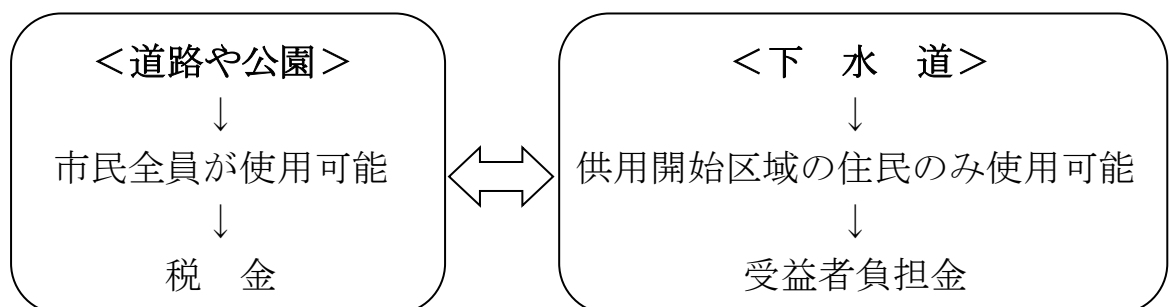 ＜道路や公園＞
↓
市民全員が使用可能
↓
税　金
＜下　水　道＞
↓
供用開始区域の住民のみ使用可能
↓
受益者負担金